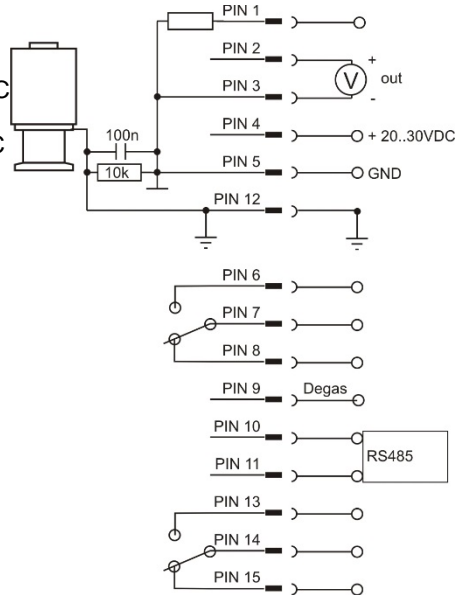 PIN 1
PIN 2
+
V
out
PIN 3
-
C
PIN 4
+ 20..30VDC
100n
C
PIN 5
GND
10k
PIN 12
PIN 6
PIN 7
PIN 8
PIN 9
Degas
PIN 10
RS485
PIN 11
PIN 13
PIN 14
PIN 15